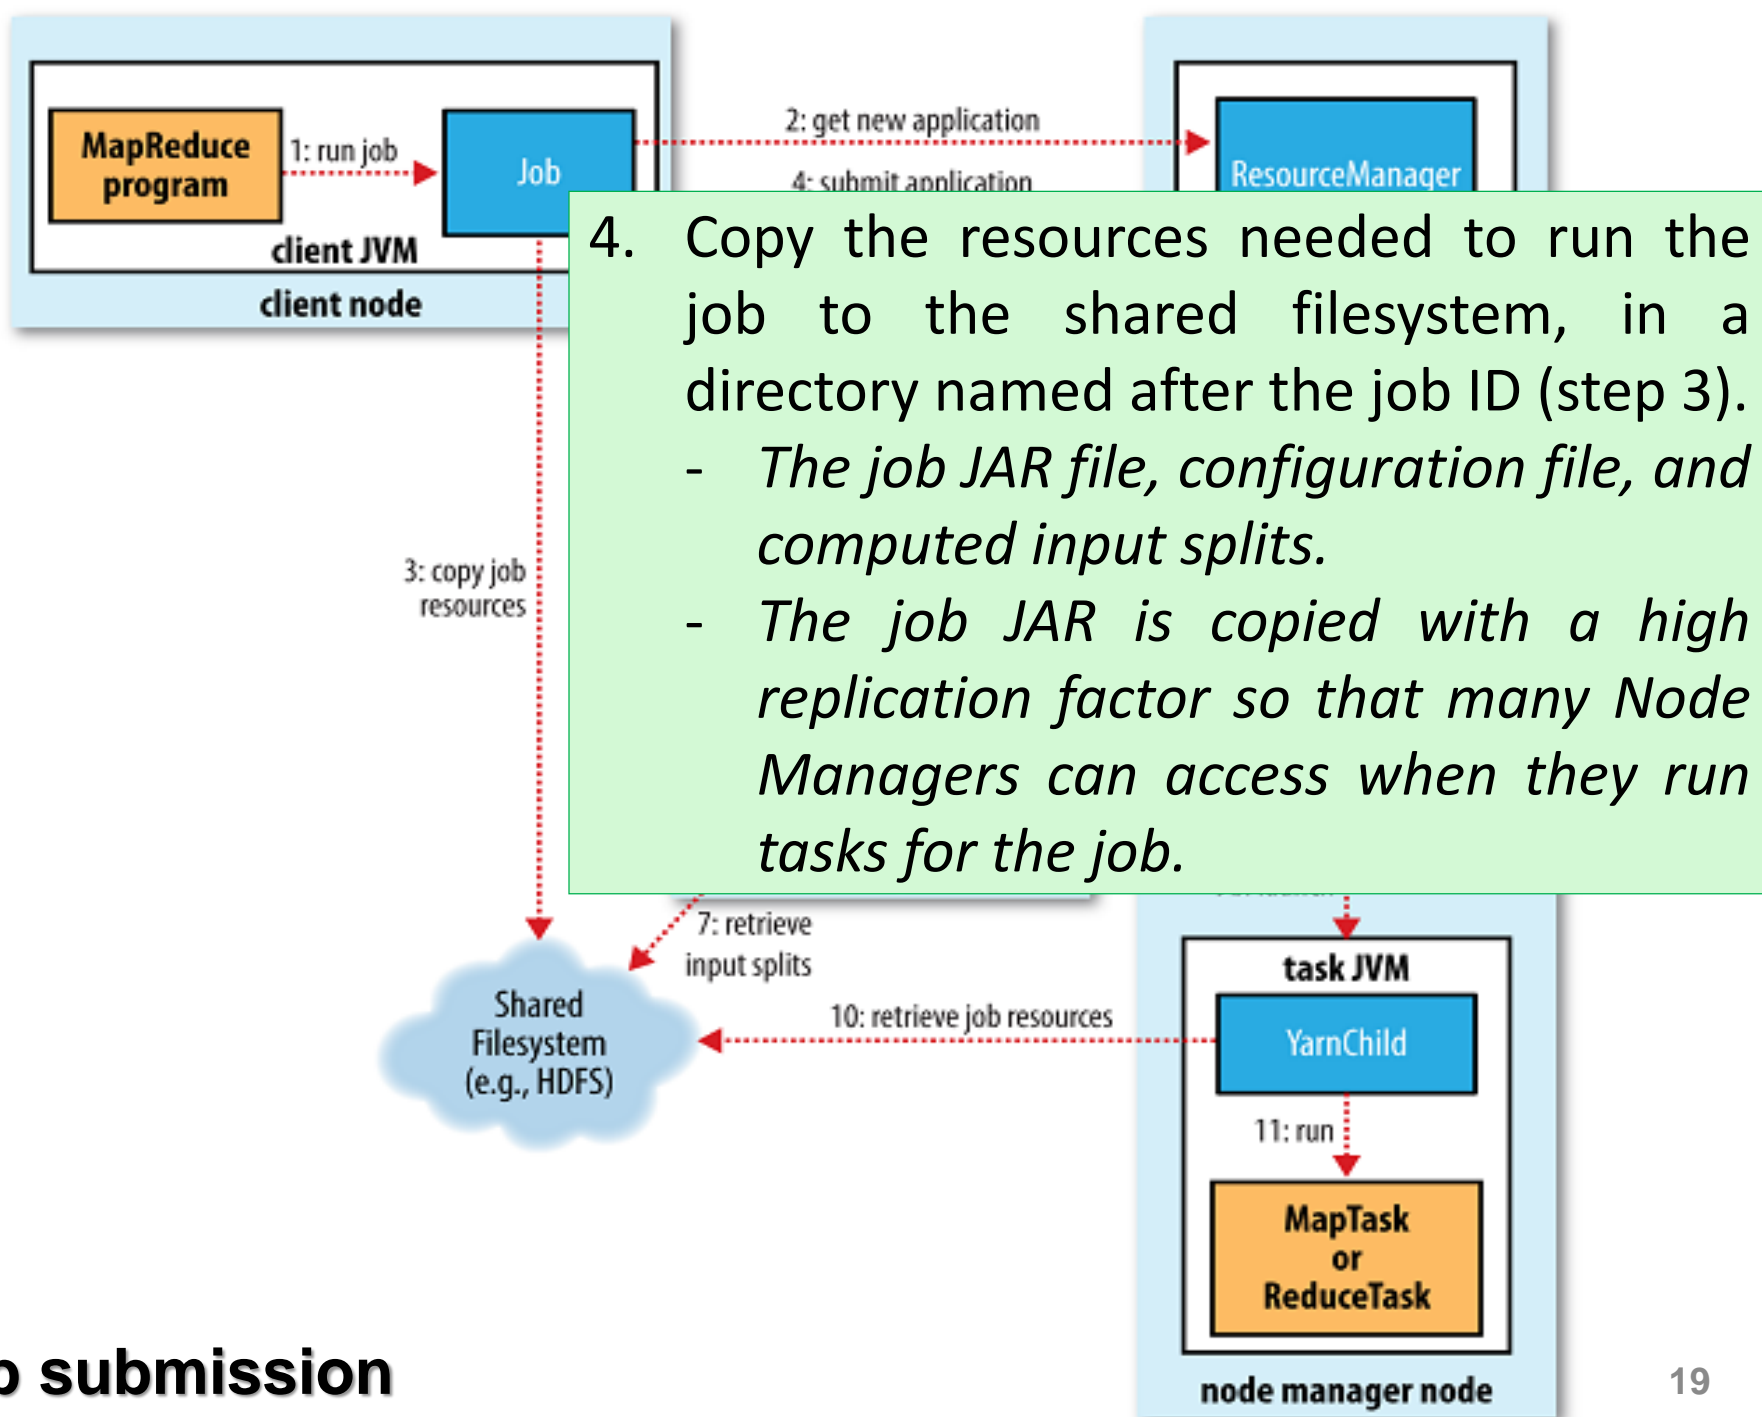 MapReduce
program
1: run job
Job
client JVM
client node
2: get new application
4: submit application
ResourceManager
4. Copy the resources needed to run the
job to the shared filesystem, in a
directory named after the job ID (step 3).
- The job JAR file, configuration file, and
computed input splits.
- The job JAR is copied with a high
replication factor so that many Node
Managers can access when they run
tasks for the job.
3: copy job
resources
7: retrieve
input splits
Shared
Filesystem
(e.g., HDFS)
10: retrieve job resources
task JVM
YarnChild
11: run
MapTask
or
ReduceTask
node manager node
submission
19